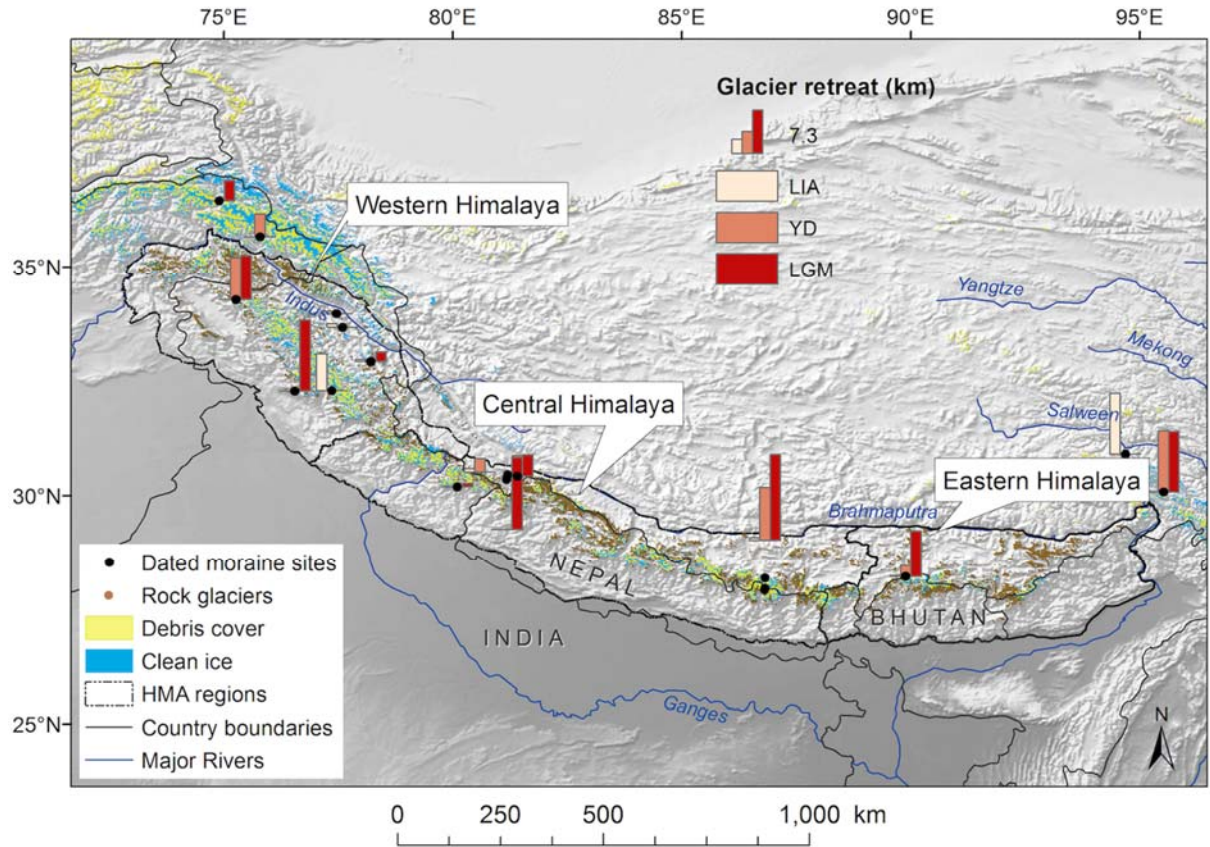 75°E 80°E 85°E 90°E 95°E
Glacier retreat (km)
7.3
LIA
YD
LGM
Western Himalaya
35°N
Indus
Yangtze
Mekong
Salween
Central Himalaya
Eastern Himalaya
30°N
Brahmaputra
NEPAL
BHUTAN
INDIA
Ganges
25°N
Dated moraine sites
Rock glaciers
Debris cover
Clean ice
HMA regions
Country boundaries
Major Rivers
N
0 250 500 1,000 km